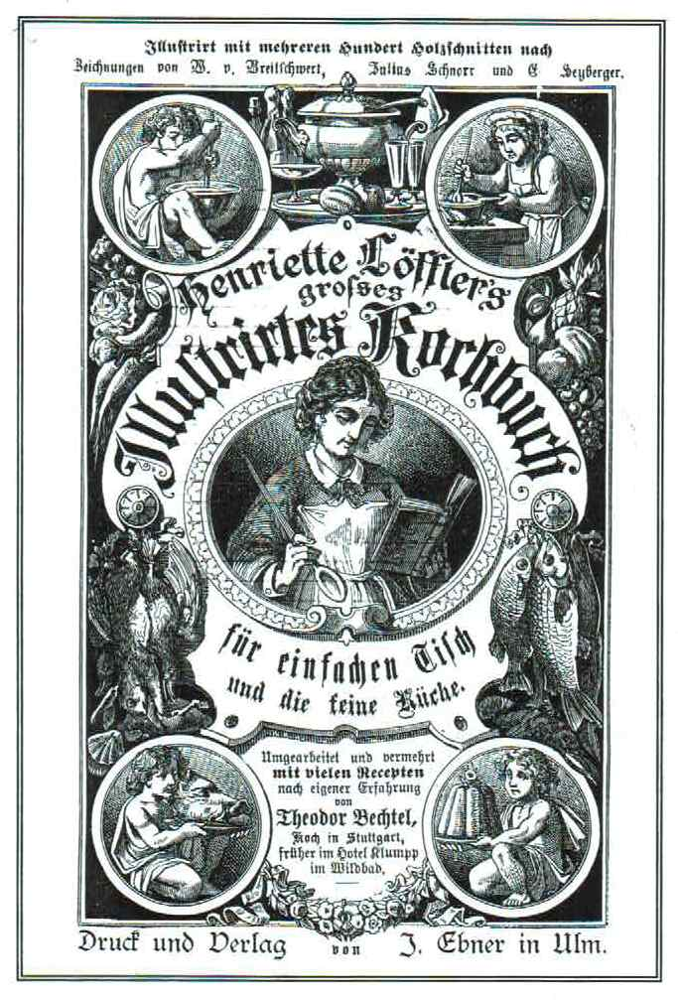 Illustrirt mit mehreren Hundert Holzschnitten nach
Zeichnungen von W. v. Breitschwert, Julius Schnorr und C. Heyberger.
Henriette Löffler's
großes
Illustrirtes Kochbuch
für einfachen Tisch
und die feine Küche.
Umgearbeitet und vermehrt
mit vielen Recepten
nach eigener Erfahrung
von
Theodor Bechtel,
Koch in Stuttgart,
früher im Hotel Klumpp
im Wildbad.
Druck und Verlag von J. Ebner in Ulm.